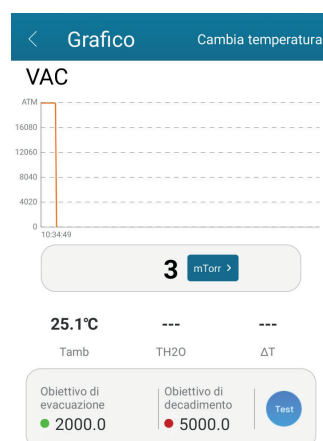 Grafico
Cambia temperatura
VAC
ATM
16080
12060
8040
4020
0
10:34:49
3 mTorr >
25.1℃ --- ---
Tamb TH2O ΔT
Obiettivo di
evacuazione
2000.0
Obiettivo di
decadimento
5000.0
Test